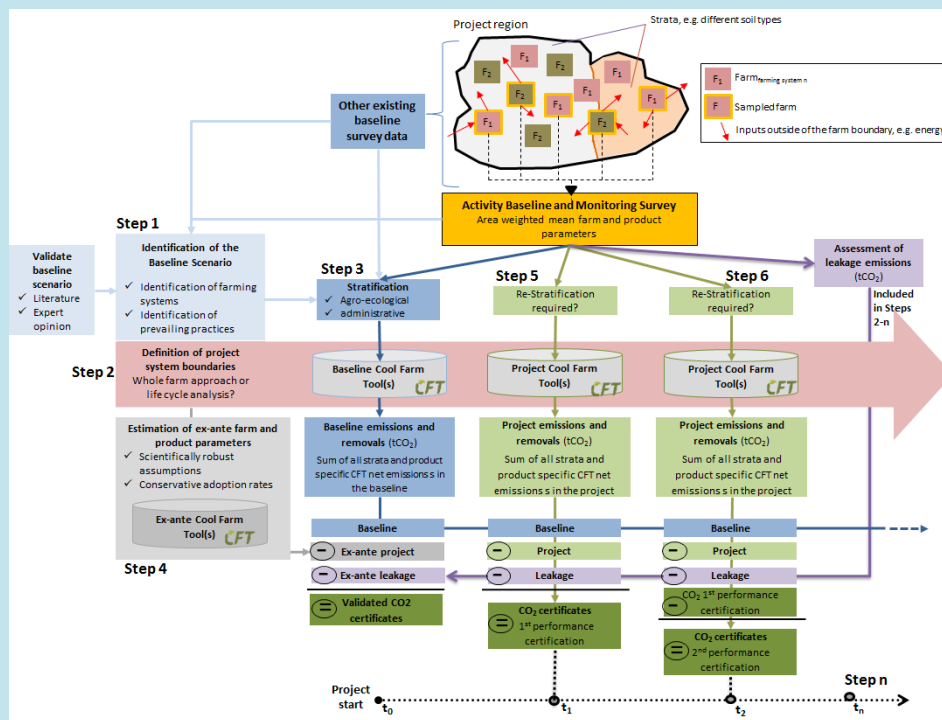 Project region
Strata, e.g. different soil types
F1
F2
F2
F2
F1
F1
F1
F1
F2
F2
F1
Farm farming system n
F
Sampled farm
Inputs outside of the farm boundary, e.g. energy
Other existing
baseline
survey data
Activity Baseline and Monitoring Survey
Area weighted mean farm and product
parameters
Step 1
Validate
baseline
scenario
✓ Literature
✓ Expert
opinion
Identification of the
Baseline Scenario
✓ Identification of farming
systems
✓ Identification of
prevailing practices
Step 3
Stratification
✓ Agro-ecological
✓ administrative
Step 5
Re-Stratification
required?
Step 6
Re-Stratification
required?
Assessment of
leakage emissions
(tCO2)
Included
in Steps
2-n
Step 2
Definition of project
system boundaries
Whole farm approach or
life cycle analysis?
Baseline Cool Farm
Tool(s)
CFT
Project Cool Farm
Tool(s)
CFT
Project Cool Farm
Tool(s)
CFT
Estimation of ex-ante farm and
product parameters
✓ Scientifically robust
assumptions
✓ Conservative adoption rates
Ex-ante Cool Farm
Tool(s)
CFT
Step 4
Baseline emissions and
removals (tCO2)
Sum of all strata and product
specific CFT net emission s in
the baseline
Project emissions and
removals (tCO2)
Sum of all strata and
product specific CFT net
emission s in the project
Project emissions and
removals (tCO2)
Sum of all strata and
product specific CFT net
emission s in the project
Baseline
Baseline
Baseline
− Ex-ante project
− Project
− Project
− Ex-ante leakage
− Leakage
− Leakage
= Validated CO2
certificates
= CO2 certificates
1st performance
certification
− CO2 1st performance
certification
= CO2 certificates
2nd performance
certification
Step n
Project
start
t0
t1
t2
tn